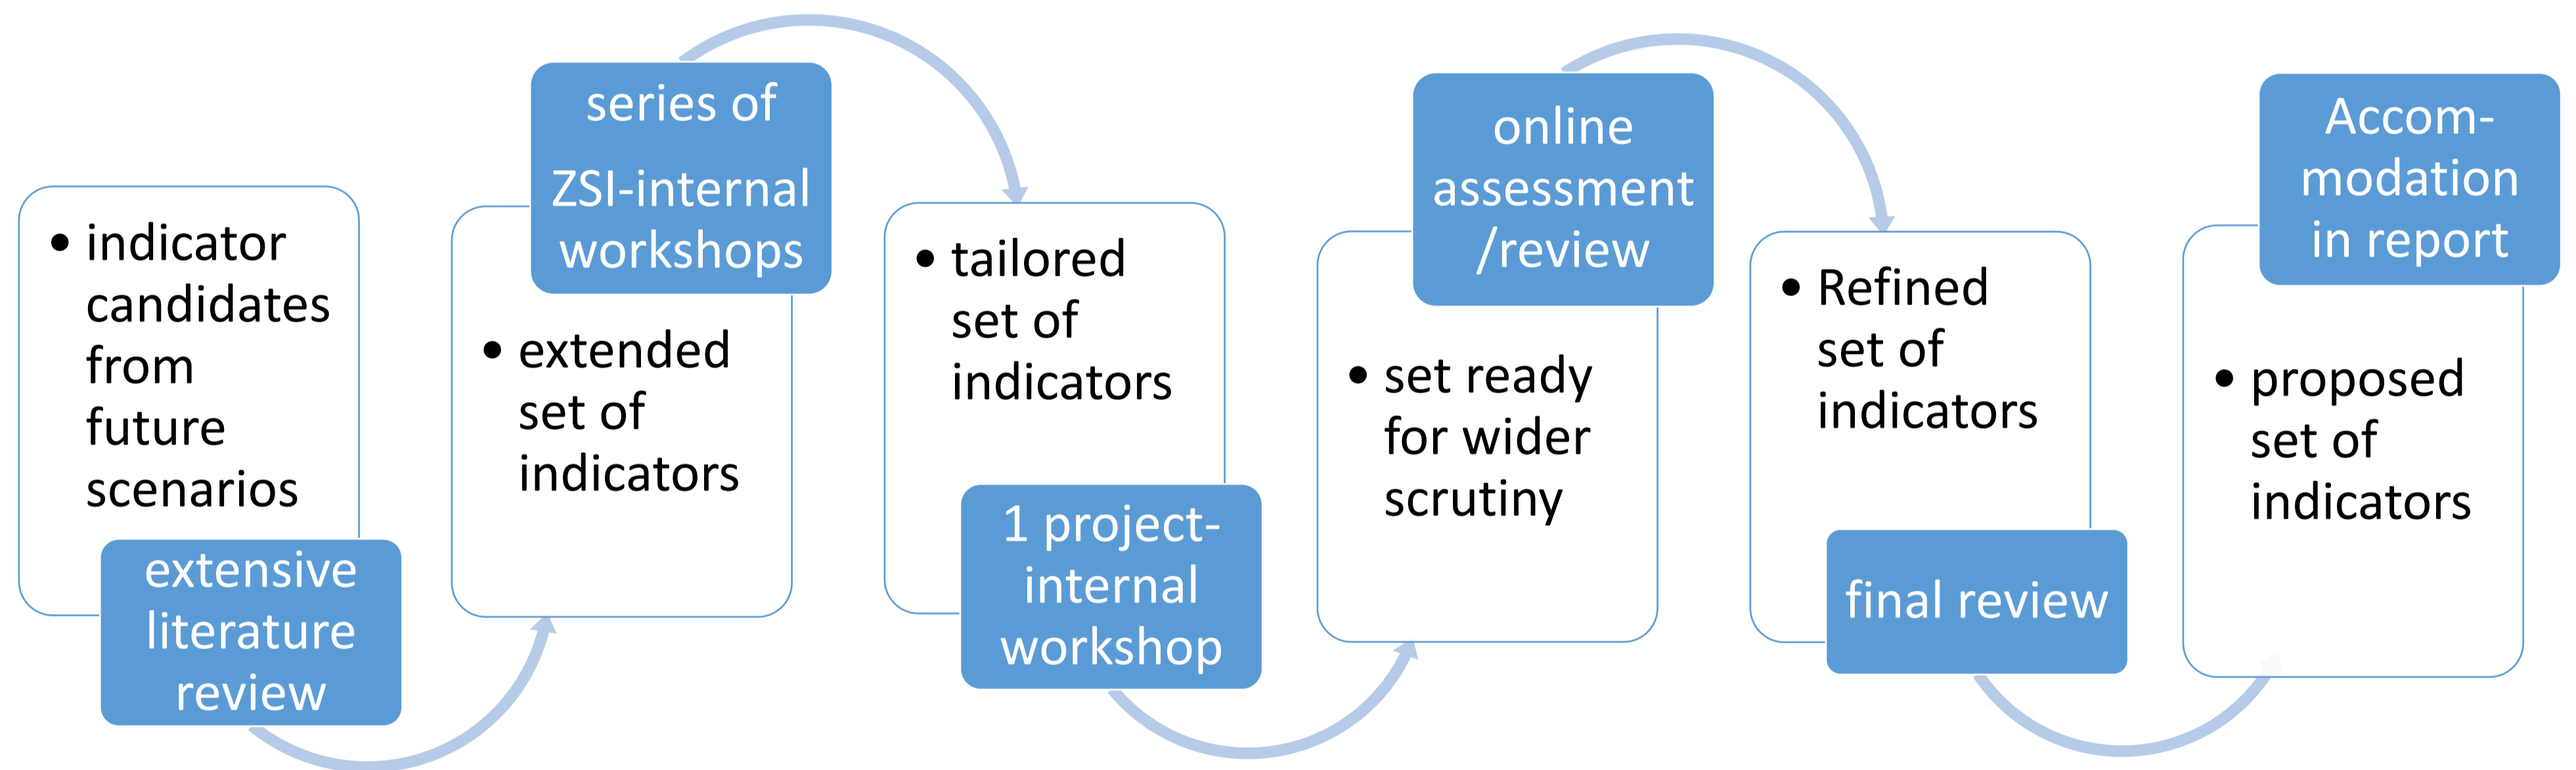 • indicator
candidates
from
future
scenarios
extensive
literature
review
series of
ZSI-internal
workshops
• extended
set of
indicators
• tailored
set of
indicators
1 project-
internal
workshop
online
assessment
/review
• set ready
for wider
scrutiny
• Refined
set of
indicators
final review
Accom-
modation
in report
• proposed
set of
indicators